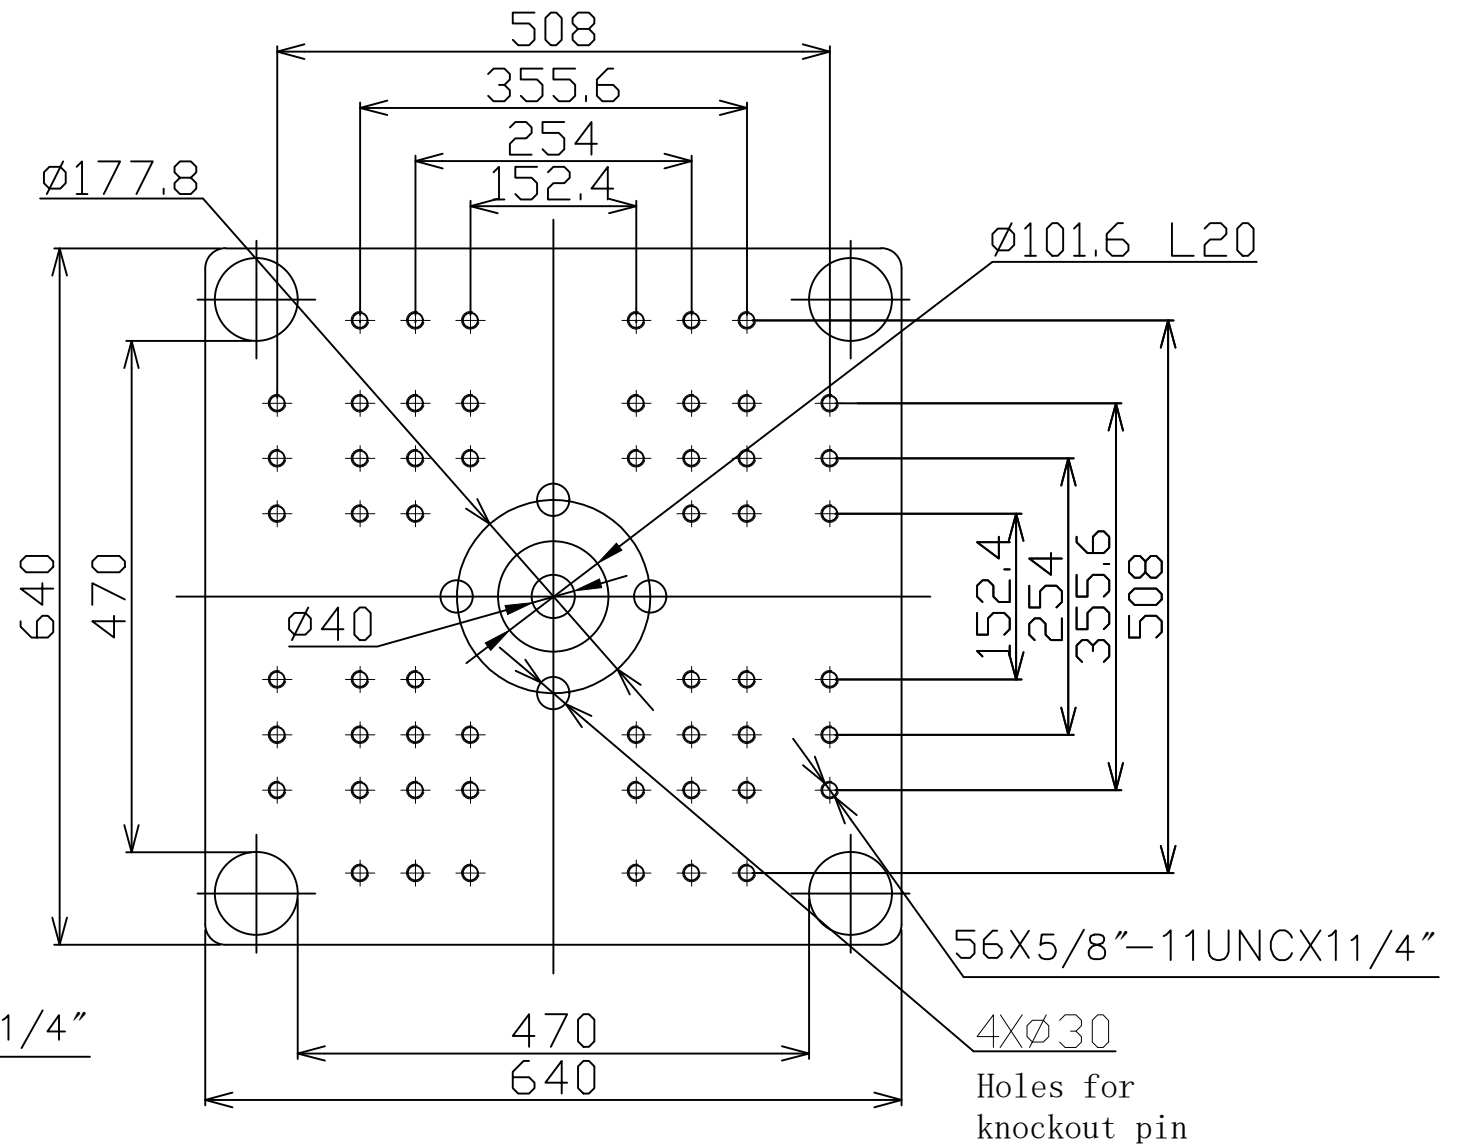 508
355.6
254
152.4
Ø177.8
Ø101.6 L20
640
470
152.4
254
355.6
508
Ø40
56X5/8"-11UNCX11/4"
1/4"
470
4XØ30
640
Holes for
knockout pin